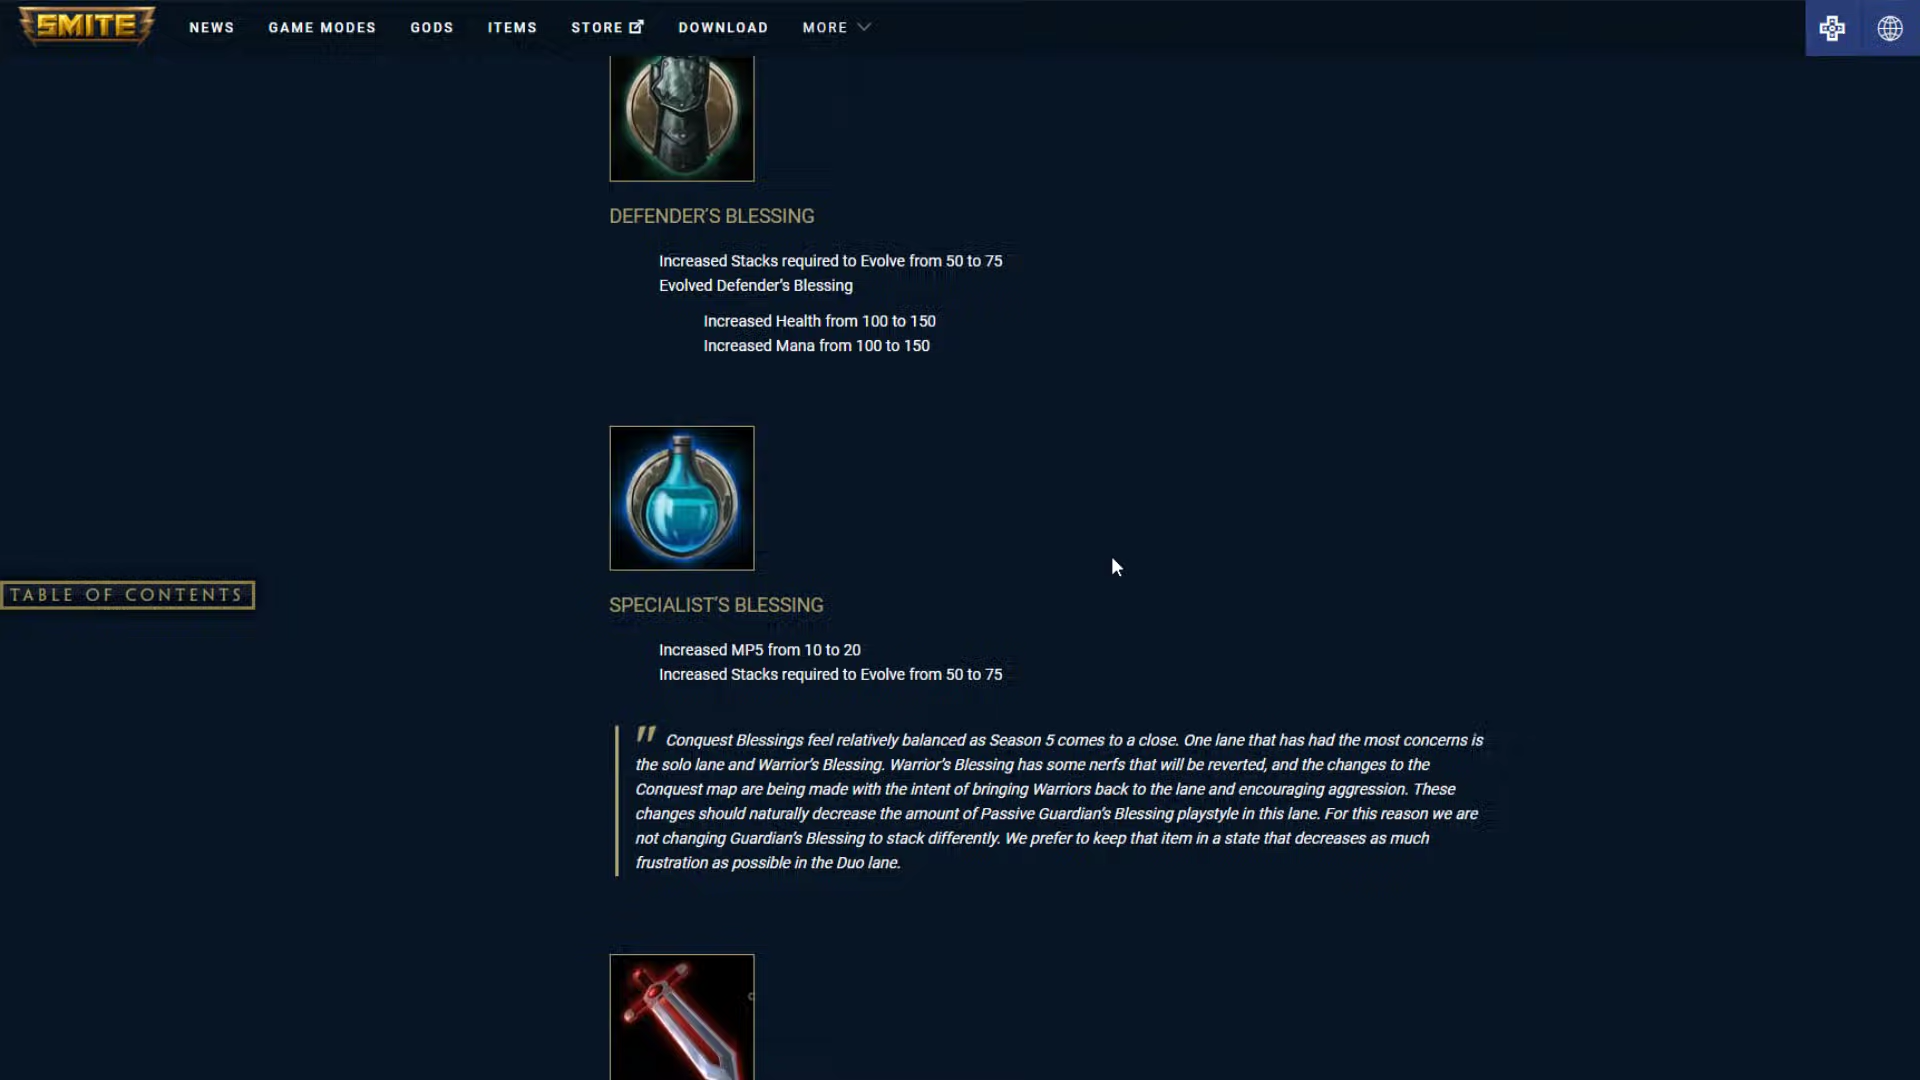 SMITE
NEWS GAME MODES GODS ITEMS STORE DOWNLOAD MORE
DEFENDER'S BLESSING
Increased Stacks required to Evolve from 50 to 75
Evolved Defender's Blessing
Increased Health from 100 to 150
Increased Mana from 100 to 150
TABLE OF CONTENTS
SPECIALIST'S BLESSING
Increased MP5 from 10 to 20
Increased Stacks required to Evolve from 50 to 75
" Conquest Blessings feel relatively balanced as Season 5 comes to a close. One lane that has had the most concerns is
the solo lane and Warrior's Blessing. Warrior's Blessing has some nerfs that will be reverted, and the changes to the
Conquest map are being made with the intent of bringing Warriors back to the lane and encouraging aggression. These
changes should naturally decrease the amount of Passive Guardian's Blessing playstyle in this lane. For this reason we are
not changing Guardian's Blessing to stack differently. We prefer to keep that item in a state that decreases as much
frustration as possible in the Duo lane.